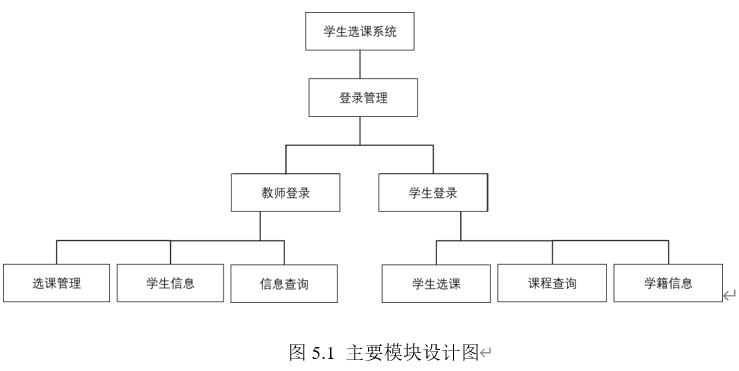 学生选课系统
登录管理
教师登录 学生登录
选课管理 学生信息 信息查询 学生选课 课程查询 学籍信息
图 5.1 主要模块设计图